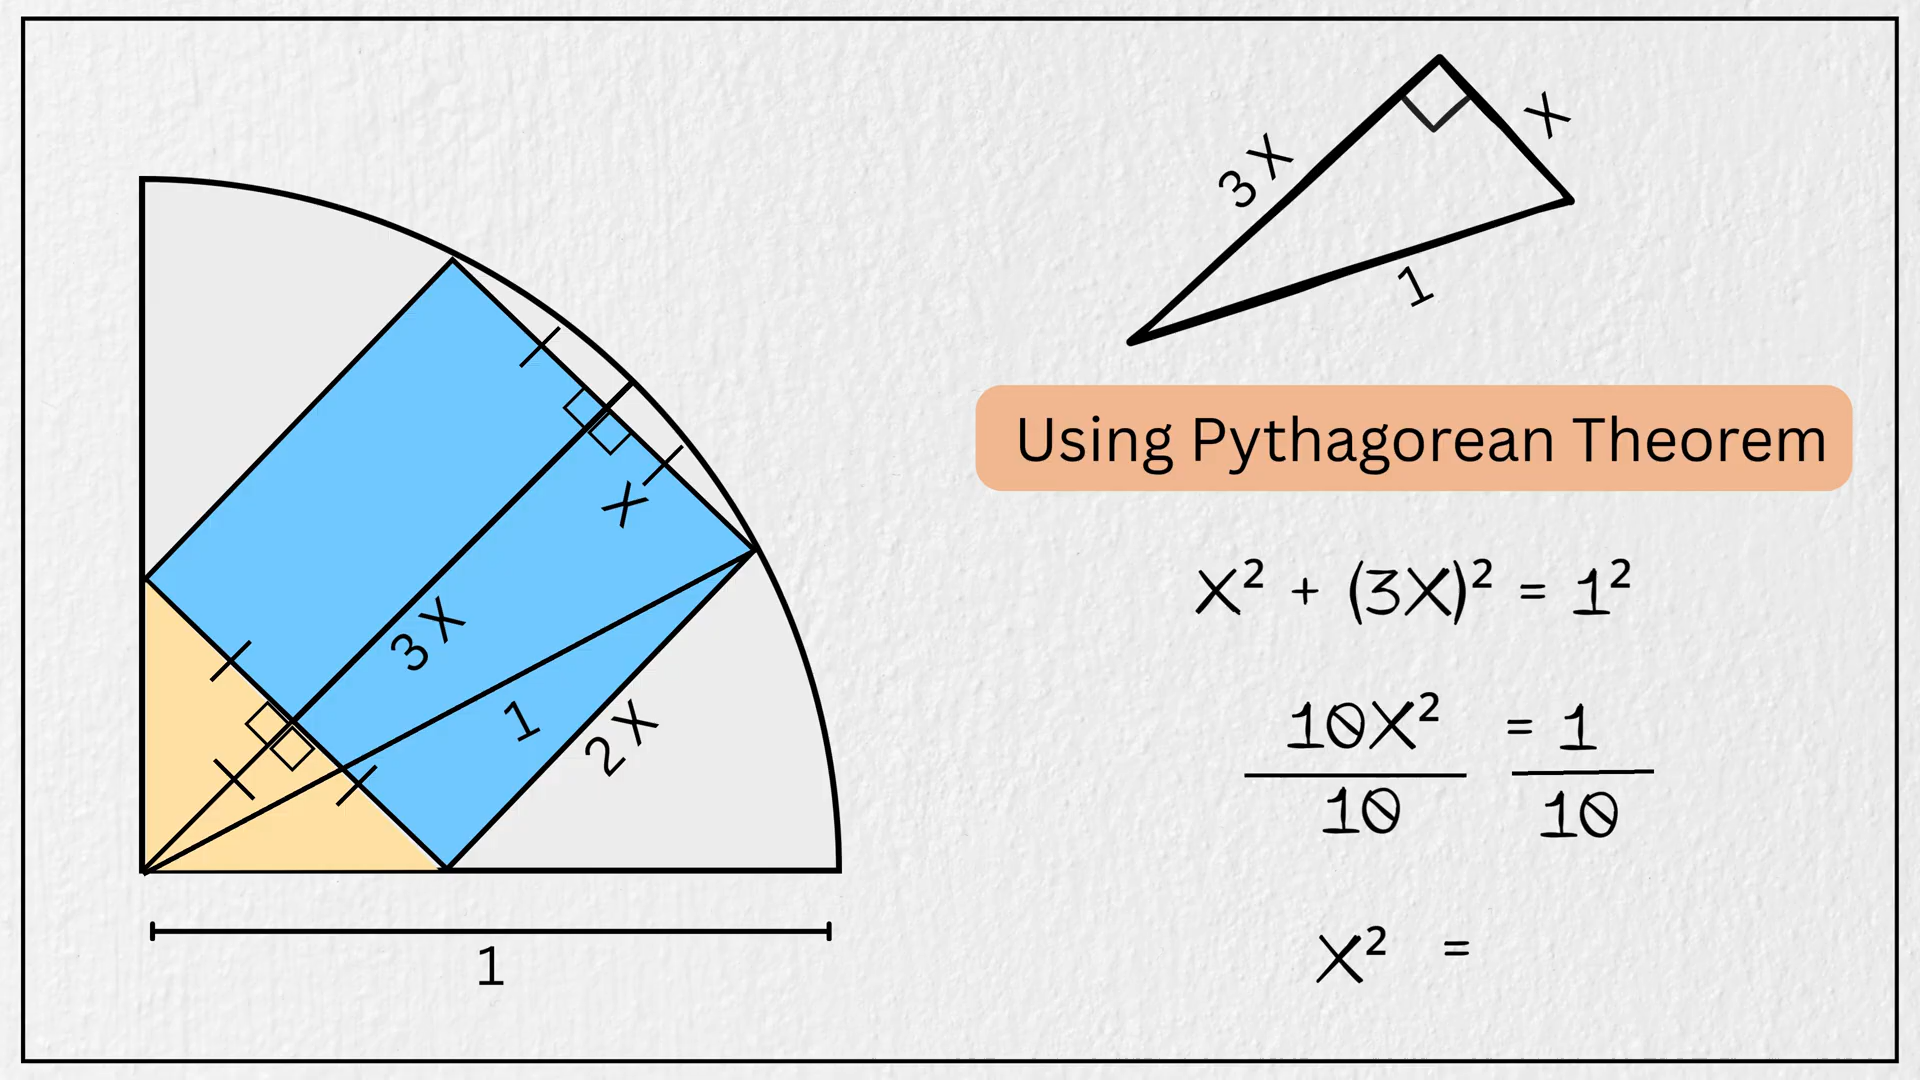 3X
X
1
Using Pythagorean Theorem
X
3X
1
2X
1
X² + (3X)² = 1²
10X² = 1
10 10
X² =